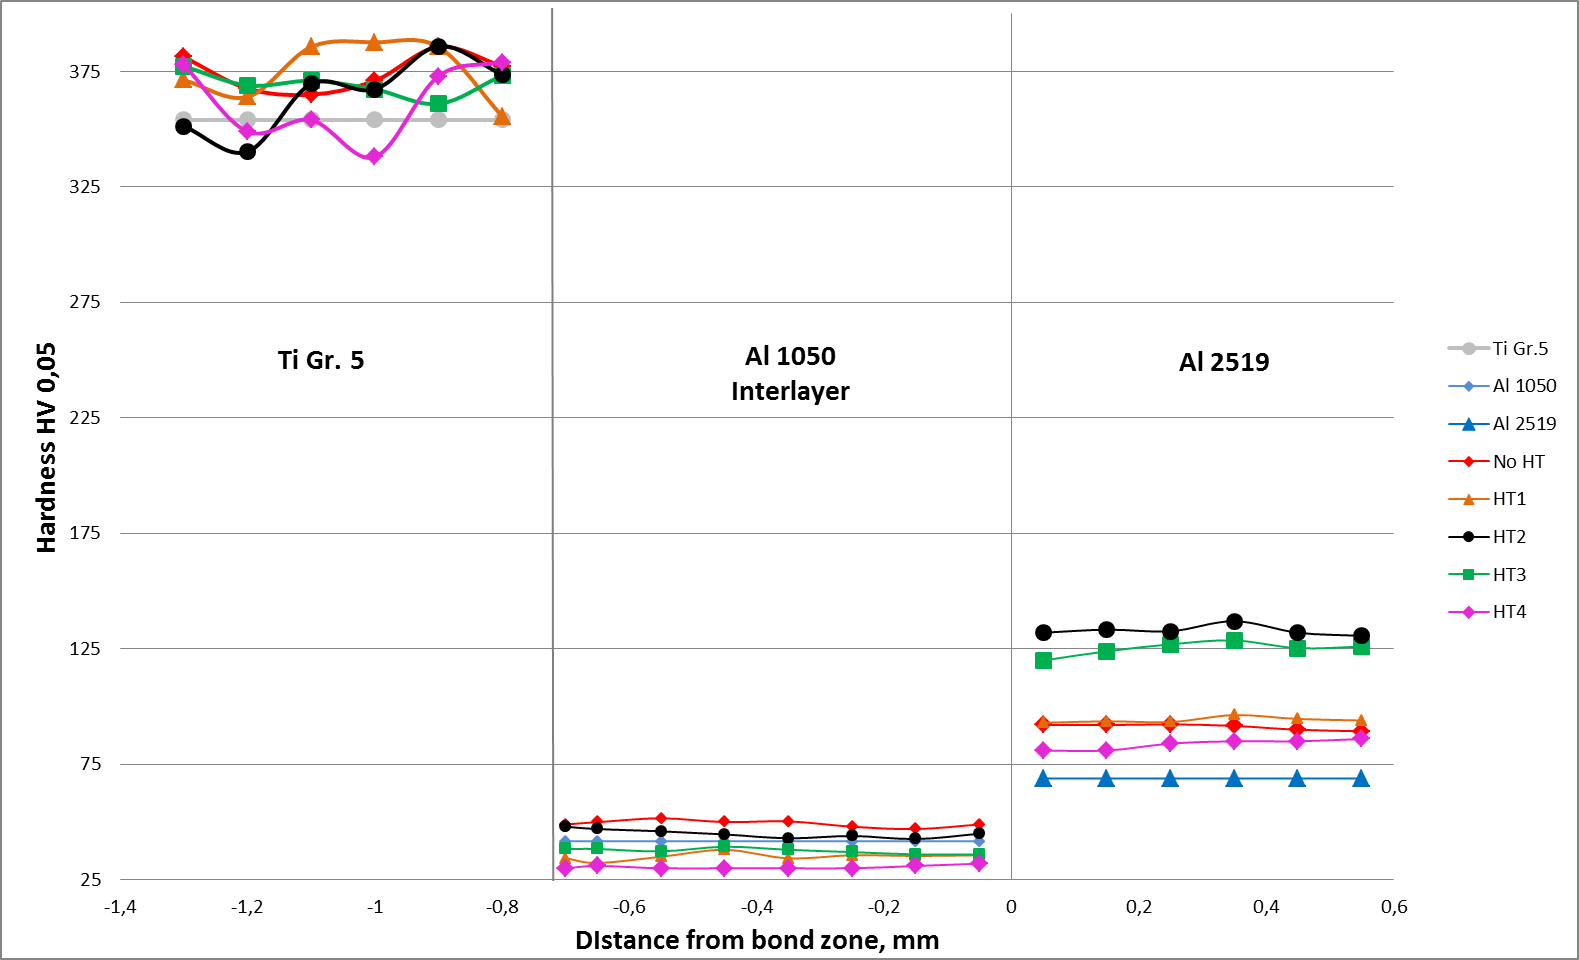 375
325
275
225
175
125
75
25
Hardness HV 0,05
Ti Gr. 5
Al 1050
Interlayer
Al 2519
Ti Gr.5
Al 1050
Al 2519
No HT
HT1
HT2
HT3
HT4
-1,4 -1,2 -1 -0,8 -0,6 -0,4 -0,2 0 0,2 0,4 0,6
DIstance from bond zone, mm